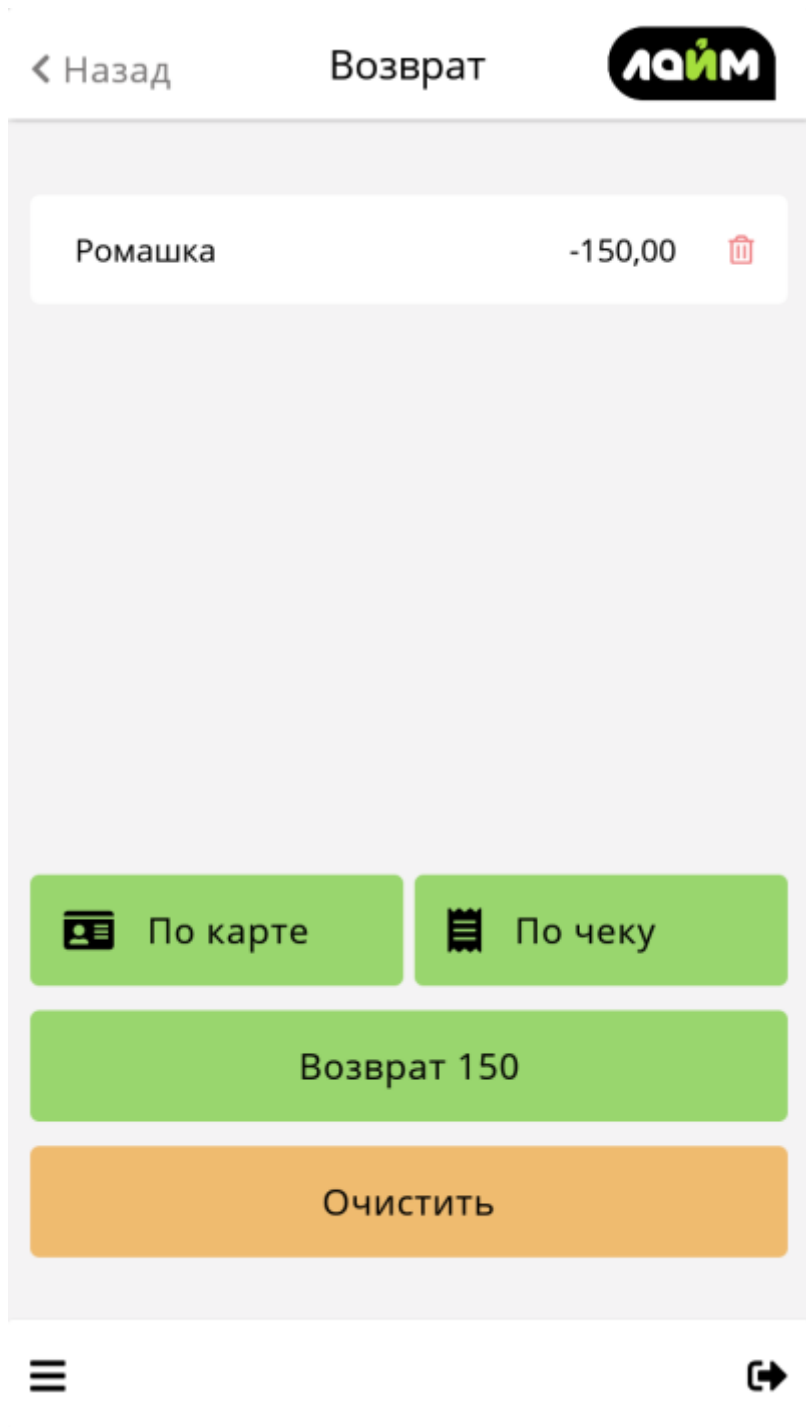 Назад
Возврат
лайм
Ромашка
-150,00
По карте
По чеку
Возврат 150
Очистить